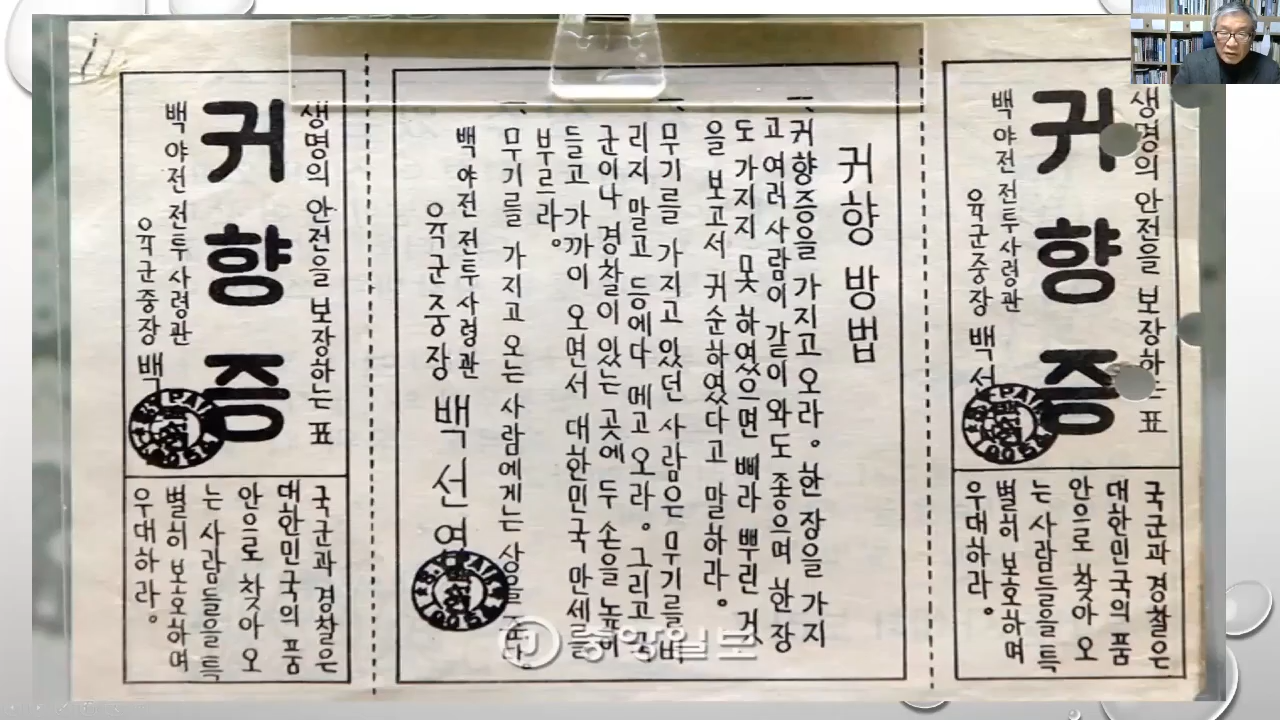 생명의 안전을 보장하는 표
귀 향 증
백 야전 전투사령관
육군중장 백선
국군과 경찰은
대한민국의 품
안으로 찾아 오
는 사람들을 특
별히 보호하며
우대하라。
귀향 방법
一、귀향증을 가지고 오라。한 장을 가지
고 여러 사람이 같이 와도 좋으며 한 장
도 가지지 못 하였으면 삐라 뿌린 것
을 보고서 귀순하였다고 말하라。
一、무기를 가지고 있던 사람은 무기를 버
리지 말고 등에다 메고 오라。그리고 국
군이나 경찰이 있는 곳에 두 손을 높이
들고 가까이 오면서 대한민국 만세를
부르라。
一、무기를 가지고 오는 사람에게는 상을 준다。
백 야전 전투사령관
육군중장 백 선 엽
S.Y. PAIK
생명의 안전을 보장하는 표
귀 향 증
백 야전 전투사령관
육군중장 백
국군과 경찰은
대한민국의 품
안으로 찾아 오
는 사람들을 특
별히 보호하며
우대하라。
J 중앙일보